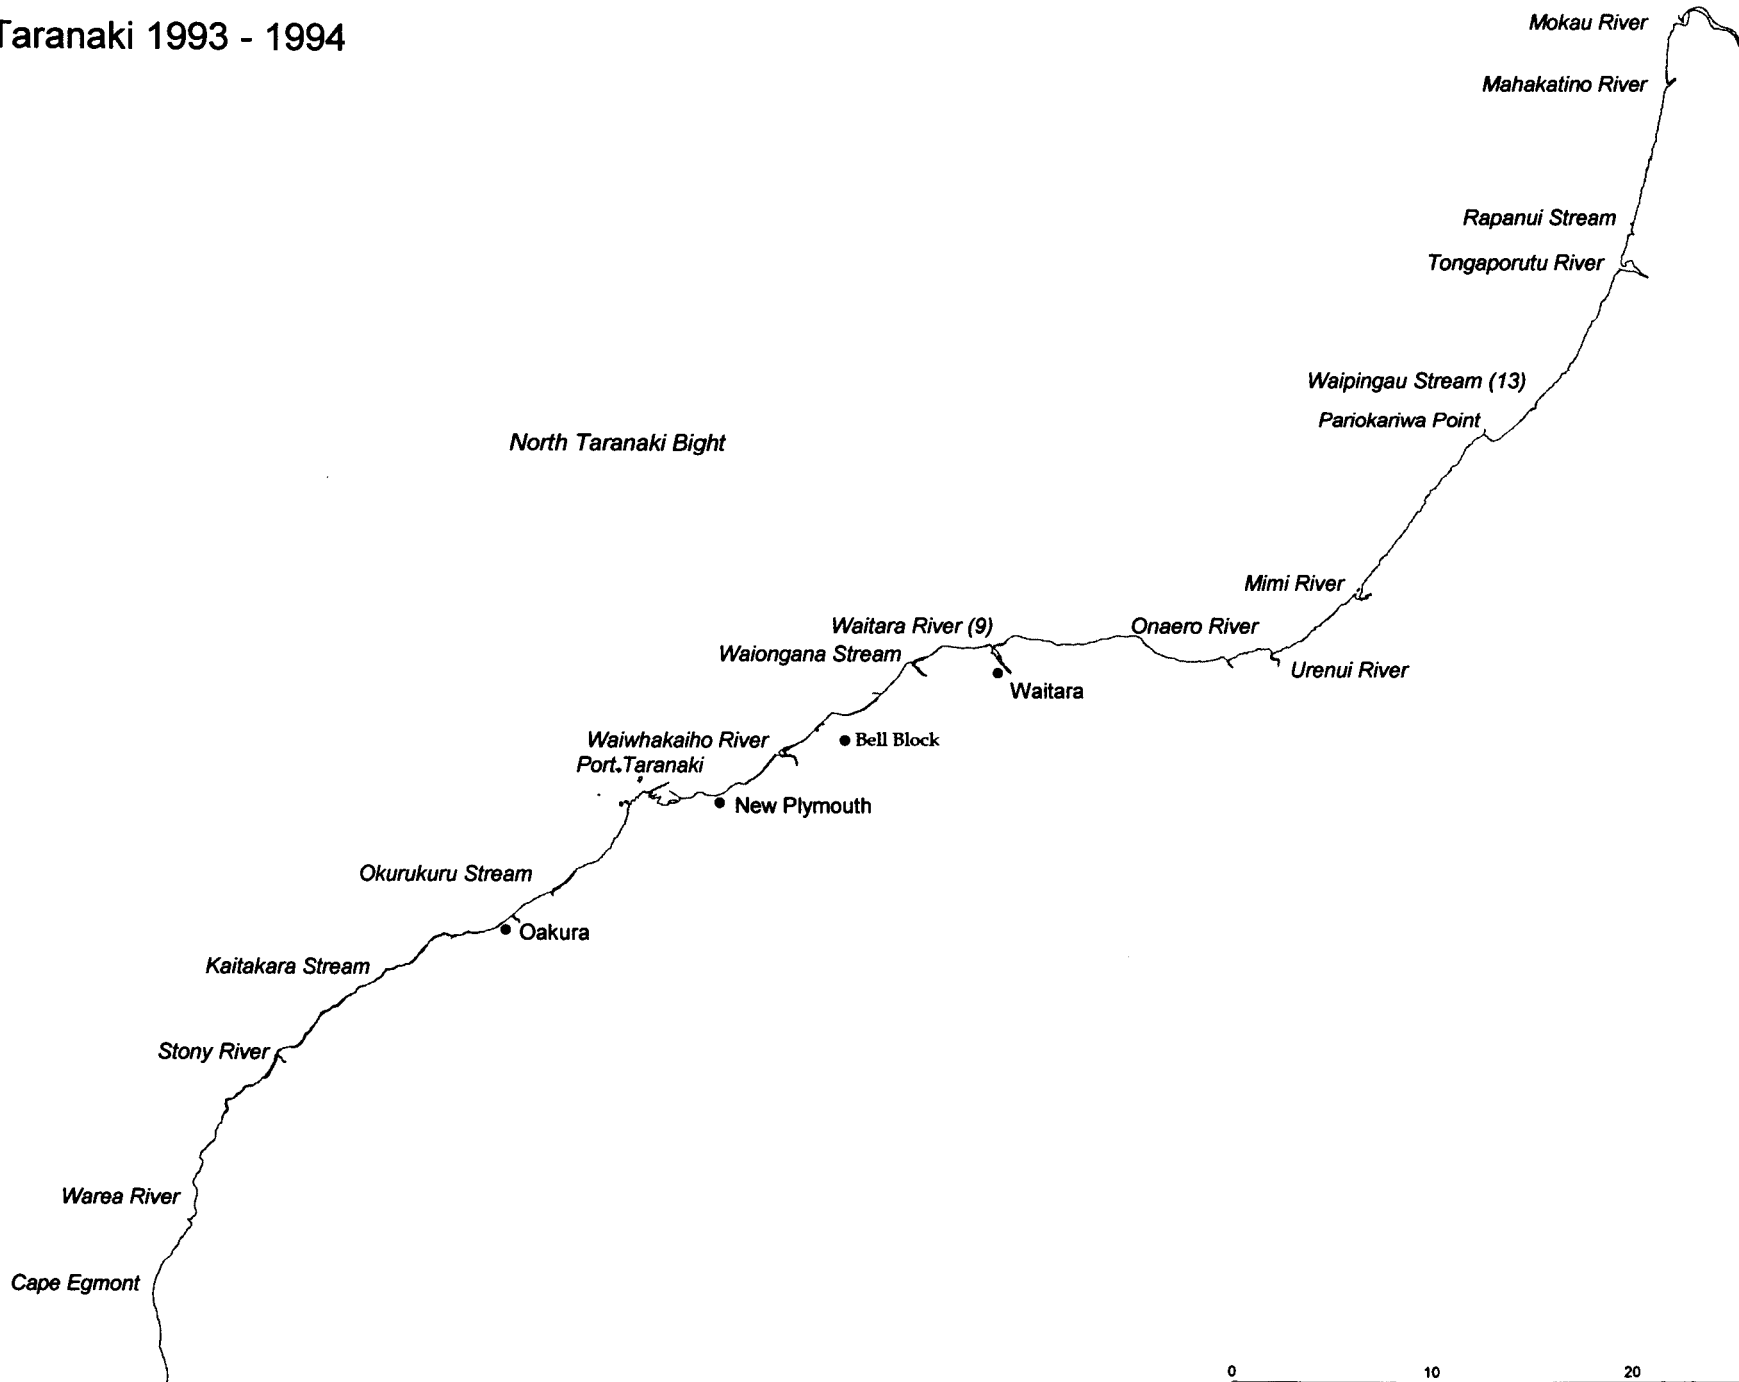 Taranaki 1993 - 1994
Mokau River
Mahakatino River
Rapanui Stream
Tongaporutu River
Waipingau Stream (13)
Pariokariwa Point
North Taranaki Bight
Mimi River
Waitara River (9)
Onaero River
Waiongana Stream
Urenui River
Waitara
Waiwhakaiho River
Bell Block
Port Taranaki
New Plymouth
Okurukuru Stream
Oakura
Kaitakara Stream
Stony River
Warea River
Cape Egmont
0 10 20